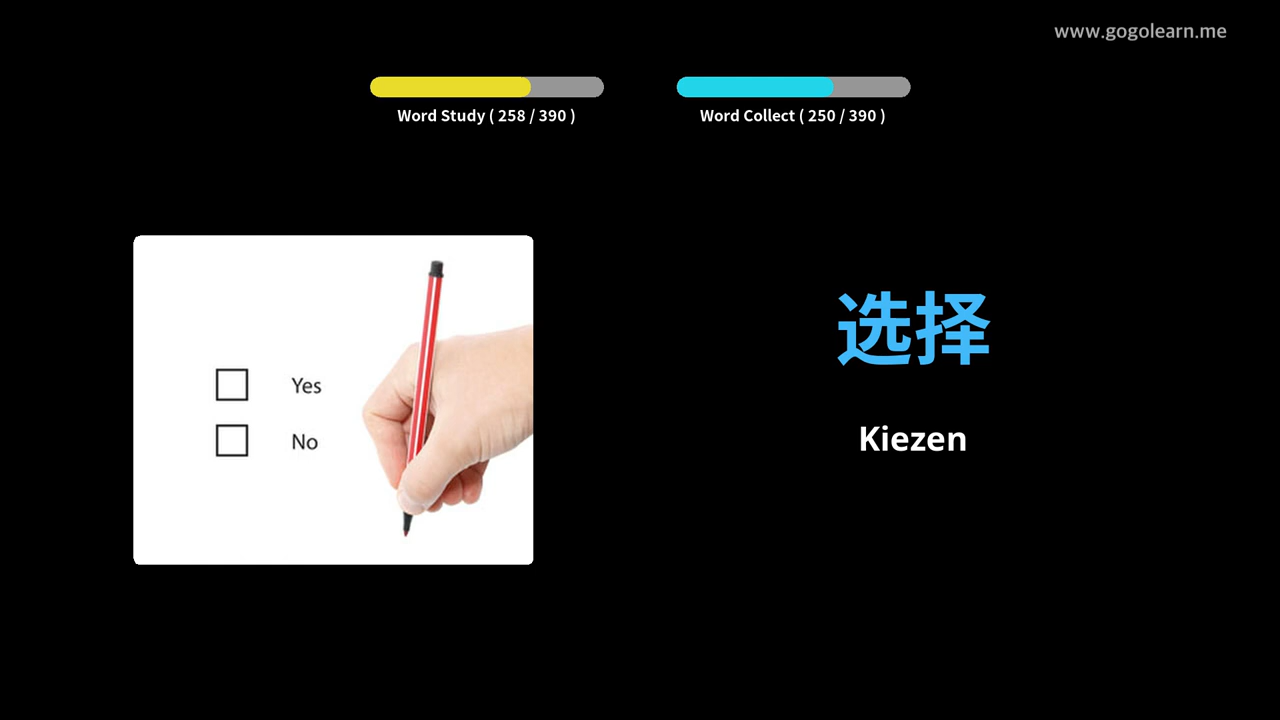 www.gogolearn.me
Word Study ( 258 / 390 )
Word Collect ( 250 / 390 )
Yes
No
选择
Kiezen